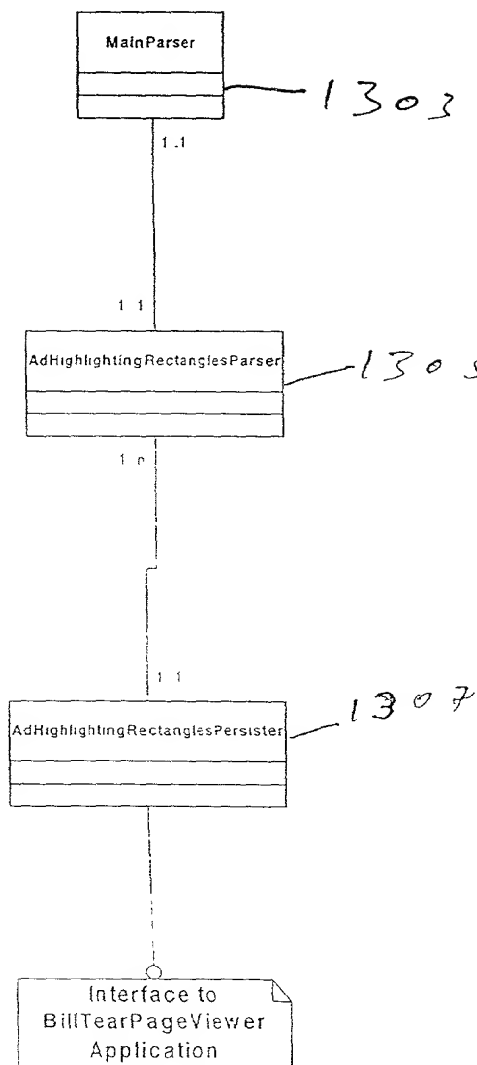 MainParser
1303
1.1
1 1
AdHighlightingRectanglesParser
1305
1 n
1 1
AdHighlightingRectanglesPersister
1307
Interface to
BillTearPageViewer
Application